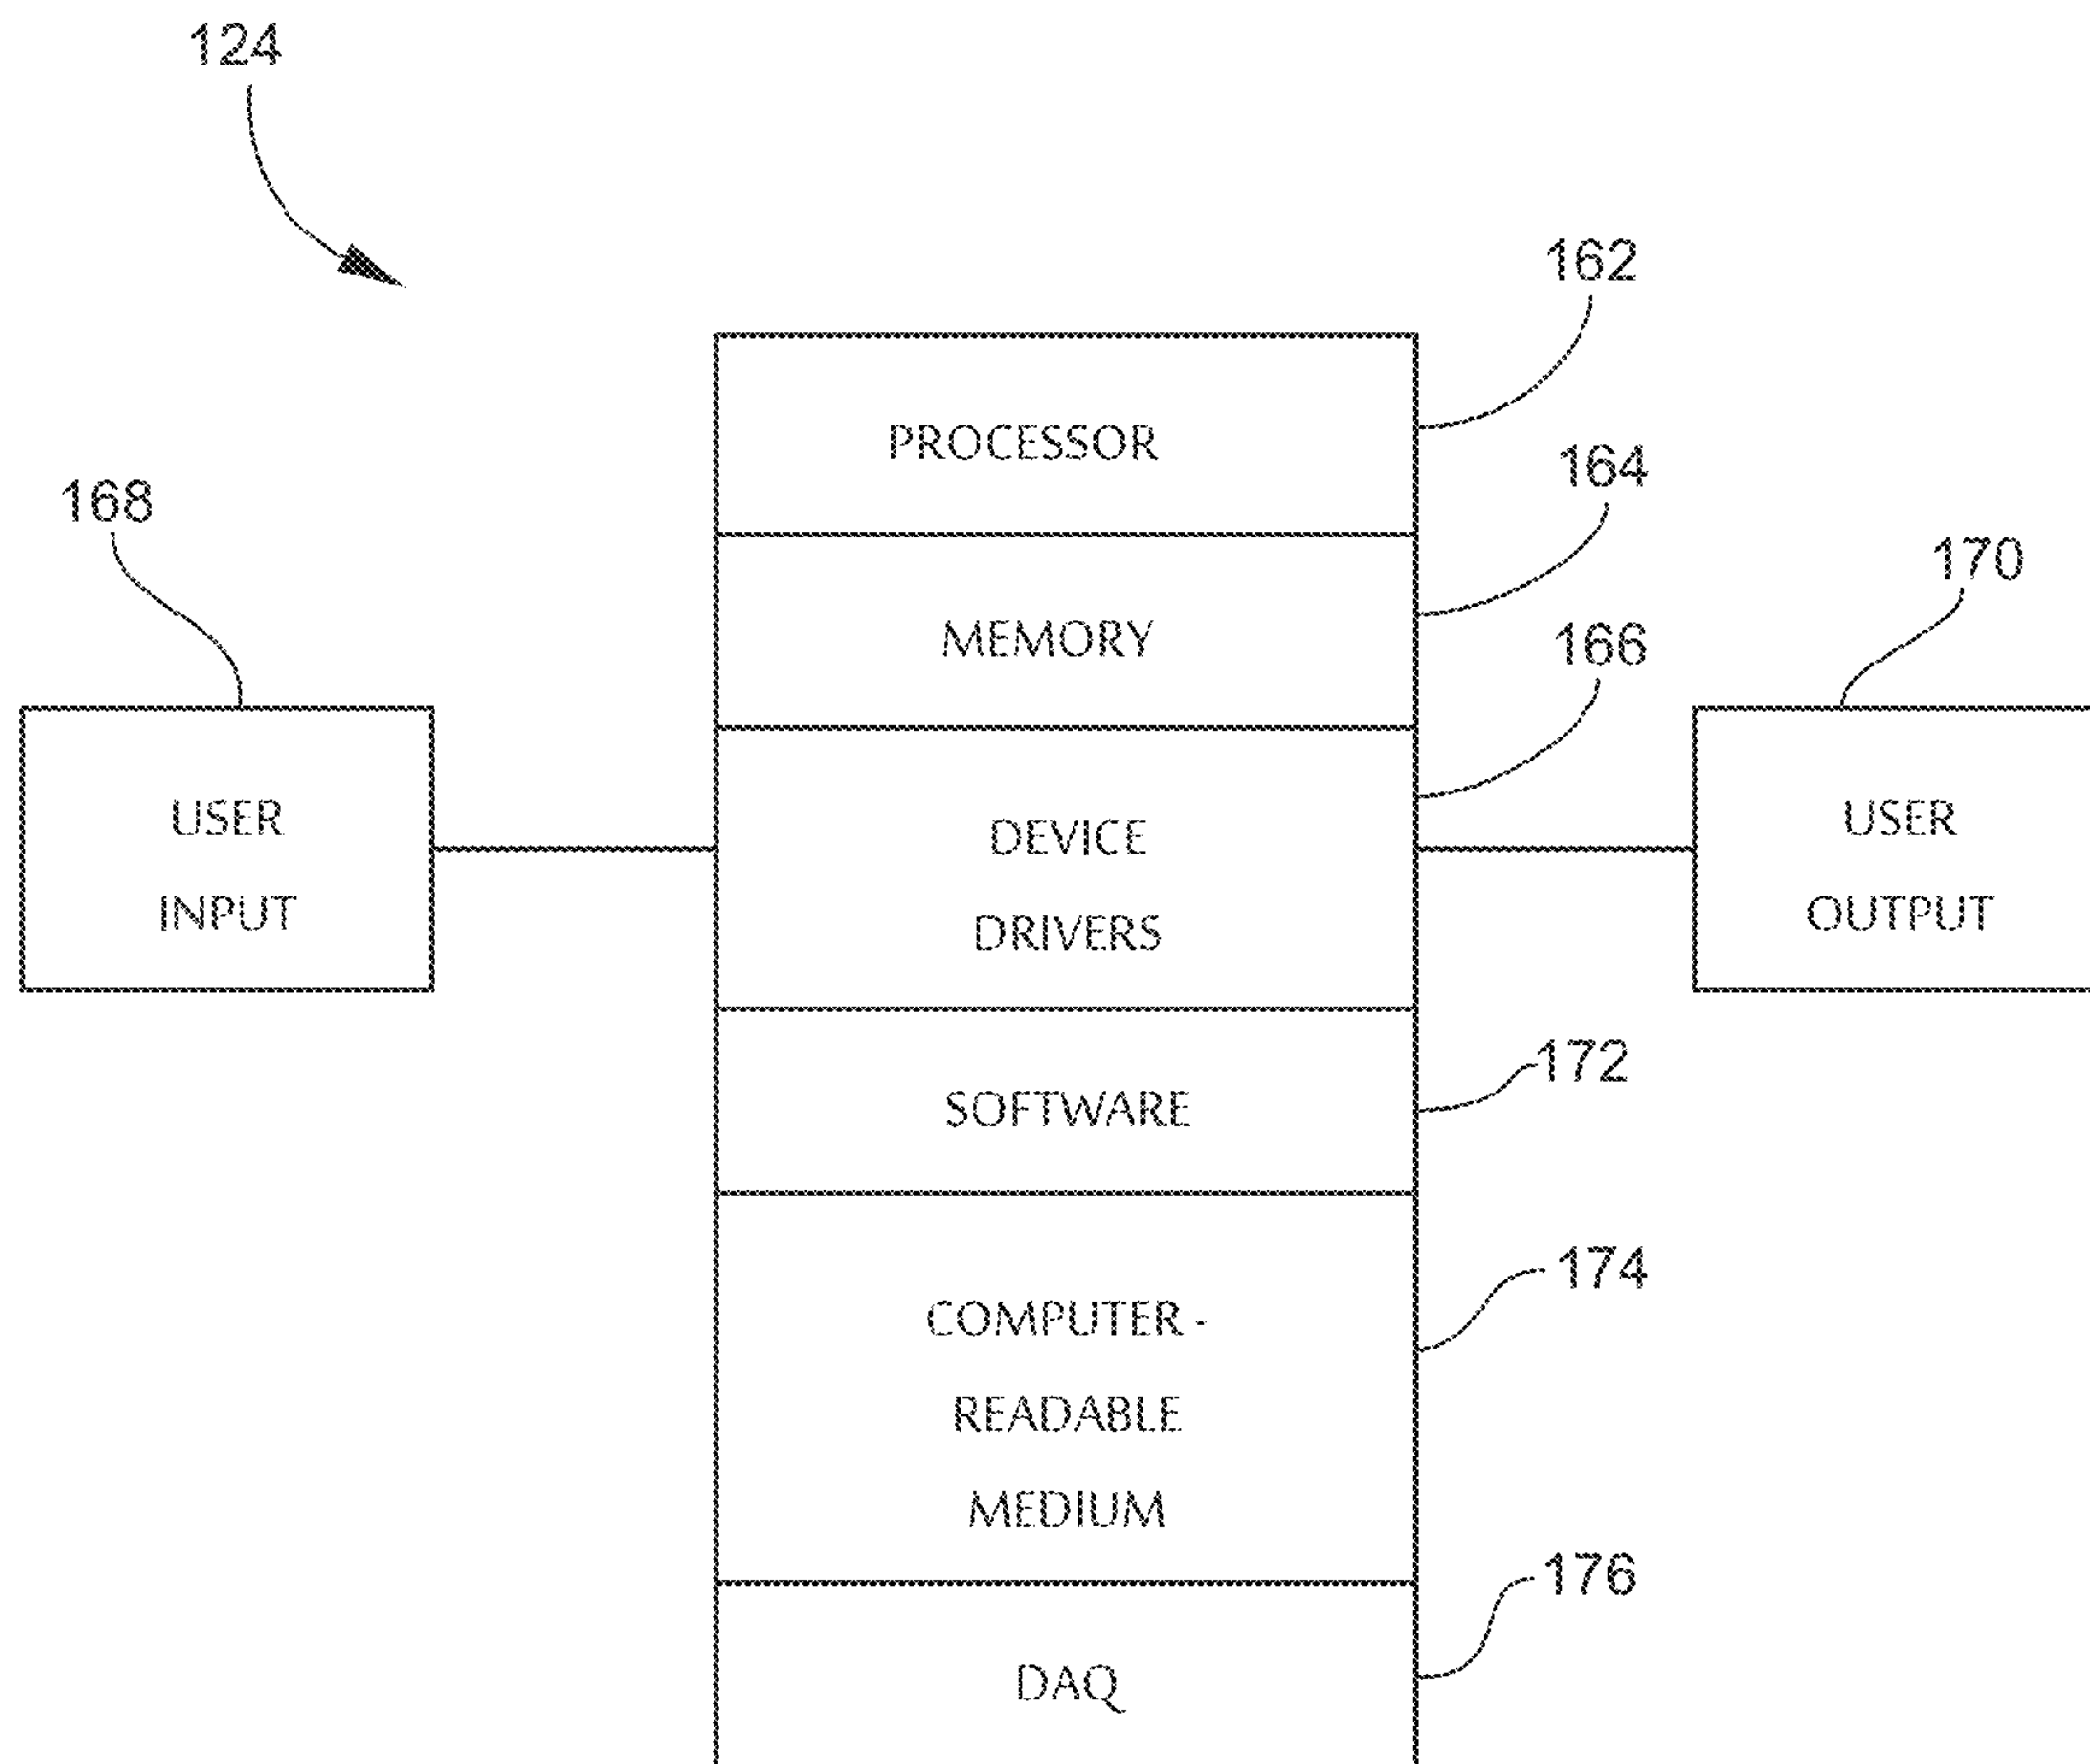 124
162
PROCESSOR
164
168
170
MEMORY
166
USER
INPUT
DEVICE
DRIVERS
USER
OUTPUT
172
SOFTWARE
174
COMPUTER -
READABLE
MEDIUM
176
DAQ